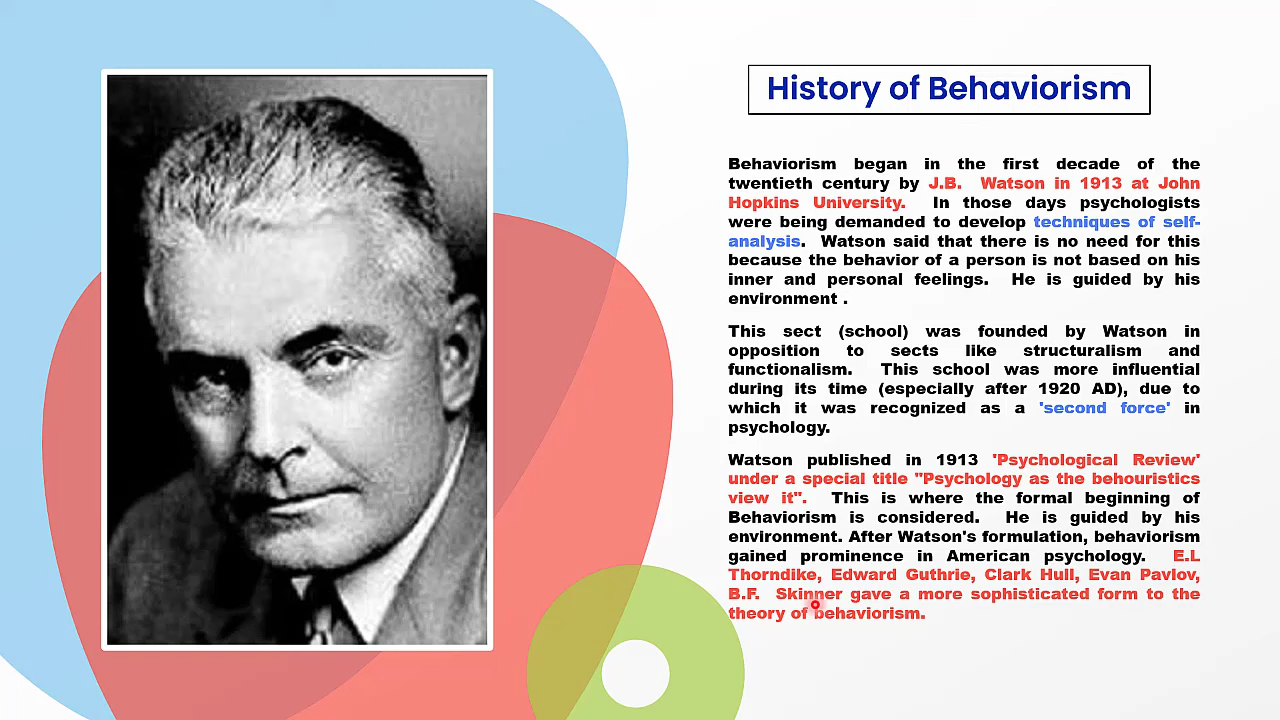 History of Behaviorism
Behaviorism began in the first decade of the
twentieth century by J.B. Watson in 1913 at John
Hopkins University. In those days psychologists
were being demanded to develop techniques of self-
analysis. Watson said that there is no need for this
because the behavior of a person is not based on his
inner and personal feelings. He is guided by his
environment .
This sect (school) was founded by Watson in
opposition to sects like structuralism and
functionalism. This school was more influential
during its time (especially after 1920 AD), due to
which it was recognized as a 'second force' in
psychology.
Watson published in 1913 'Psychological Review'
under a special title "Psychology as the behouristics
view it". This is where the formal beginning of
Behaviorism is considered. He is guided by his
environment. After Watson's formulation, behaviorism
gained prominence in American psychology. E.L
Thorndike, Edward Guthrie, Clark Hull, Evan Pavlov,
B.F. Skinner gave a more sophisticated form to the
theory of behaviorism.